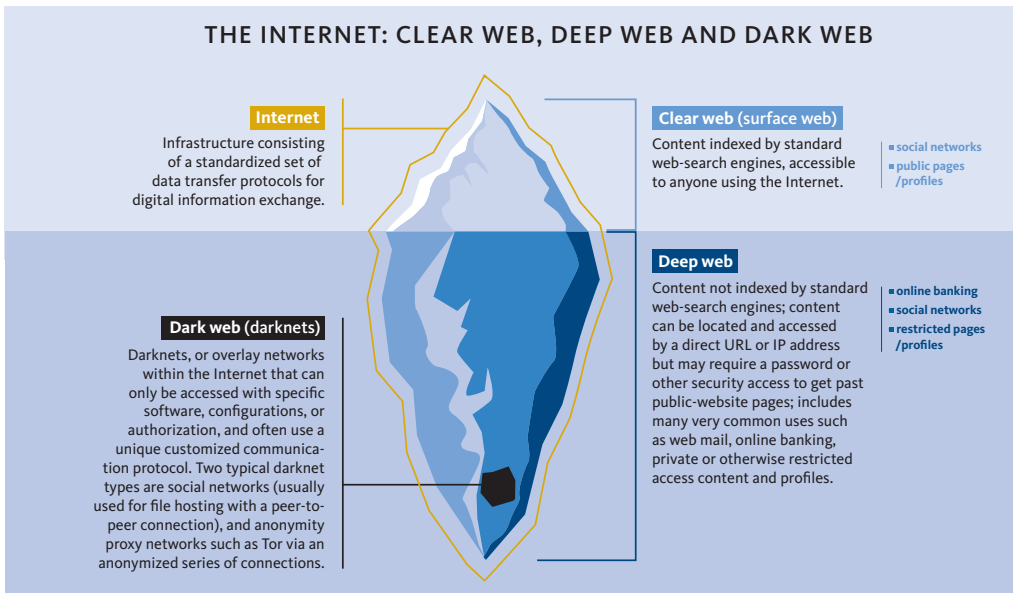 THE INTERNET: CLEAR WEB, DEEP WEB AND DARK WEB
Internet
Infrastructure consisting
of a standardized set of
data transfer protocols for
digital information exchange.
Clear web (surface web)
Content indexed by standard
web-search engines, accessible
to anyone using the Internet.
social networks
public pages
/profiles
Dark web (darknets)
Darknets, or overlay networks
within the Internet that can
only be accessed with specific
software, configurations, or
authorization, and often use a
unique customized communica-
tion protocol. Two typical darknet
types are social networks (usually
used for file hosting with a peer-to-
peer connection), and anonymity
proxy networks such as Tor via an
anonymized series of connections.
Deep web
Content not indexed by standard
web-search engines; content
can be located and accessed
by a direct URL or IP address
but may require a password or
other security access to get past
public-website pages; includes
many very common uses such
as web mail, online banking,
private or otherwise restricted
access content and profiles.
online banking
social networks
restricted pages
/profiles